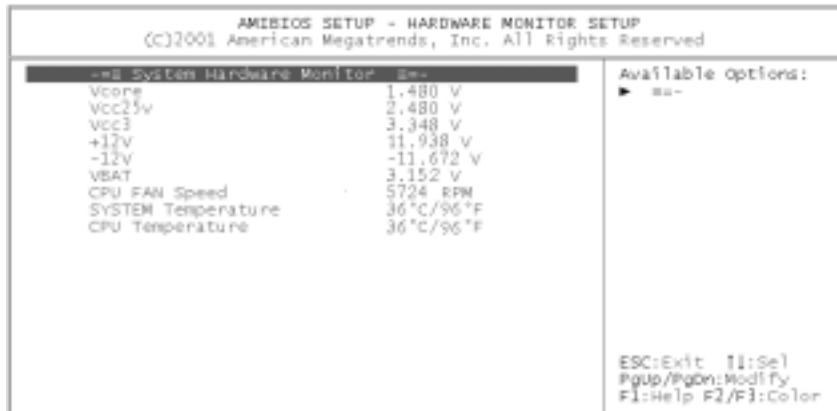 AMIBIOS SETUP - HARDWARE MONITOR SETUP
(C)2001 American Megatrends, Inc. All Rights Reserved
-=≡ System Hardware Monitor ≡=-
Vcore 1.480 V
Vcc25v 2.480 V
Vcc3 3.348 V
+12V 11.938 V
-12V -11.672 V
VBAT 3.152 V
CPU FAN Speed 5724 RPM
SYSTEM Temperature 36°C/96°F
CPU Temperature 36°C/96°F
Available Options:
► ≡=-
ESC:Exit ↑↓:Sel
PgUp/PgDn:Modify
F1:Help F2/F3:Color